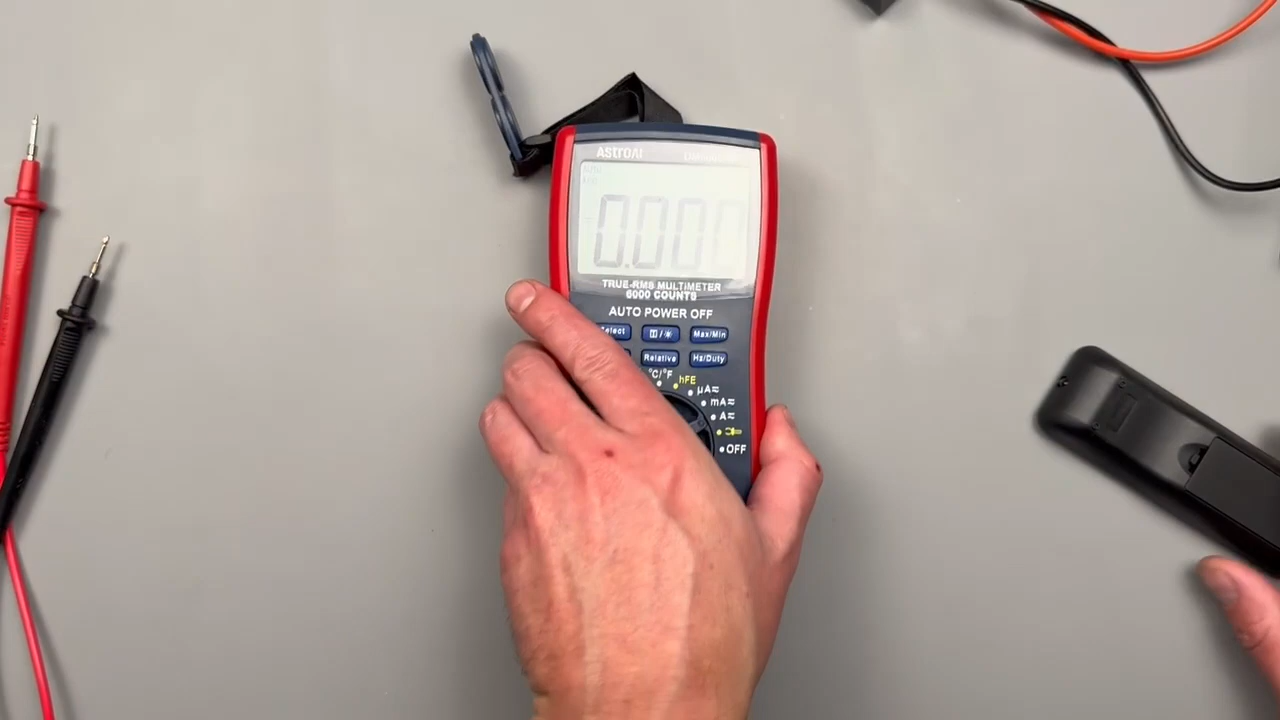 AstroAI
0.00
TRUE-RMS MULTIMETER
6000 COUNTS
AUTO POWER OFF
Select
Max/Min
Relative
Hz/Duty
°C/°F
hFE
µA≂
mA≂
A≂
OFF